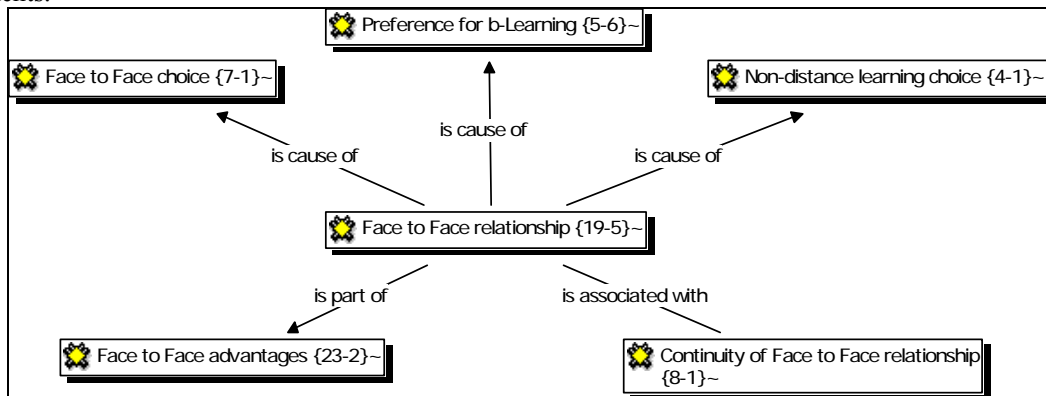 ents.
Preference for b-Learning {5-6}~
Face to Face choice {7-1}~
Non-distance learning choice {4-1}~
is cause of
is cause of
is cause of
Face to Face relationship {19-5}~
is part of
is associated with
Face to Face advantages {23-2}~
Continuity of Face to Face relationship
{8-1}~